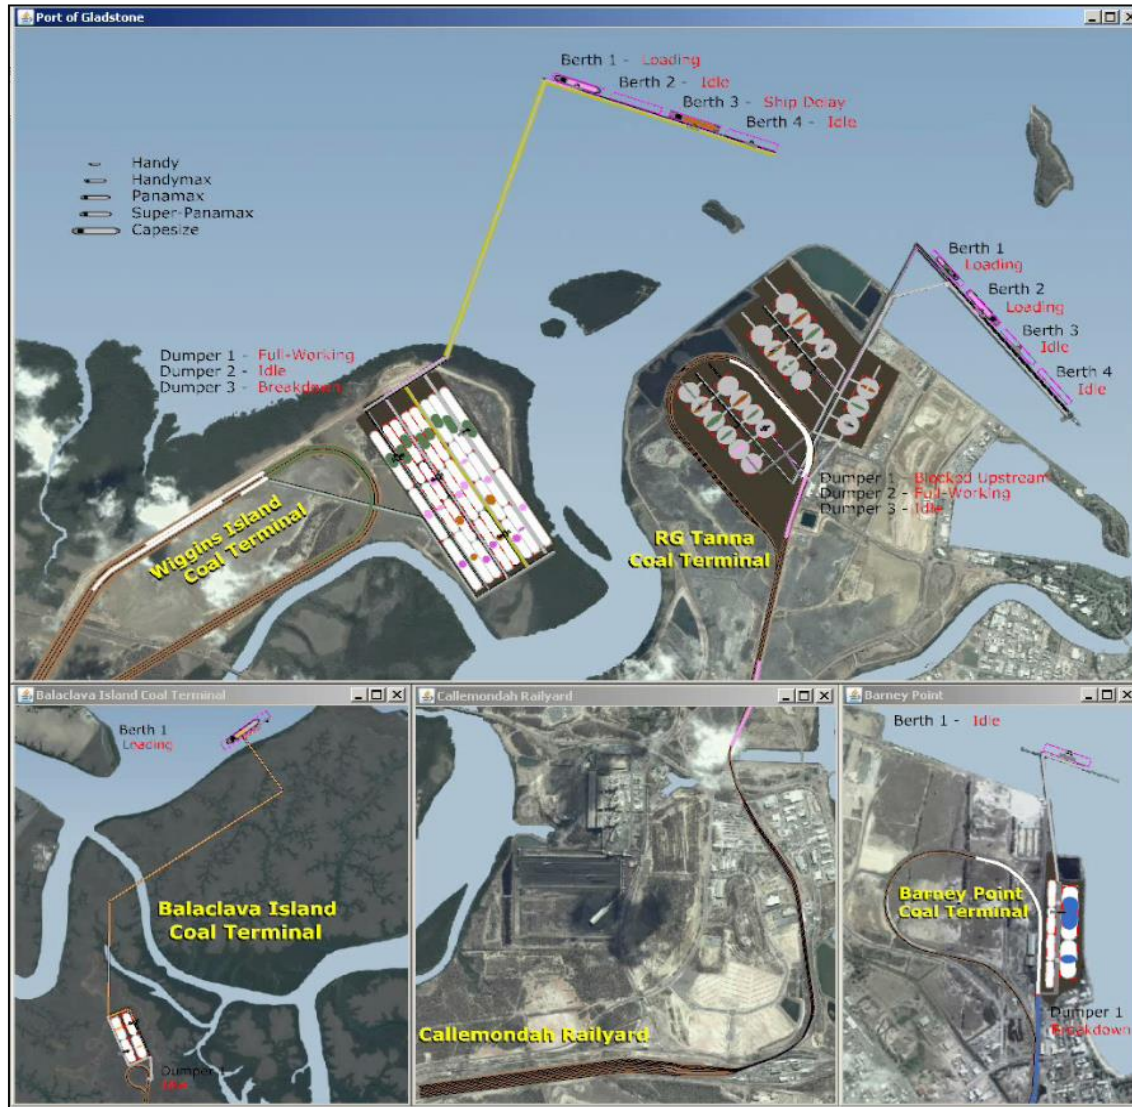 Port of Gladstone
Berth 1 - Loading
Berth 2 - Idle
Berth 3 - Ship Delay
Berth 4 - Idle
Handy
Handymax
Panamax
Super-Panamax
Capesize
Berth 1
Loading
Berth 2
Loading
Berth 3
Idle
Berth 4
Idle
Dumper 1 - Full-Working
Dumper 2 - Idle
Dumper 3 - Breakdown
Wiggins Island
Coal Terminal
Dumper 1 - Blocked Upstream
Dumper 2 - Full-Working
Dumper 3 - Idle
RG Tanna
Coal Terminal
Balaclava Island Coal Terminal
Berth 1
Loading
Balaclava Island
Coal Terminal
Dumper 1
Idle
Callemondah Railyard
Callemondah Railyard
Barney Point
Berth 1 - Idle
Barney Point
Coal Terminal
Dumper 1
Breakdown